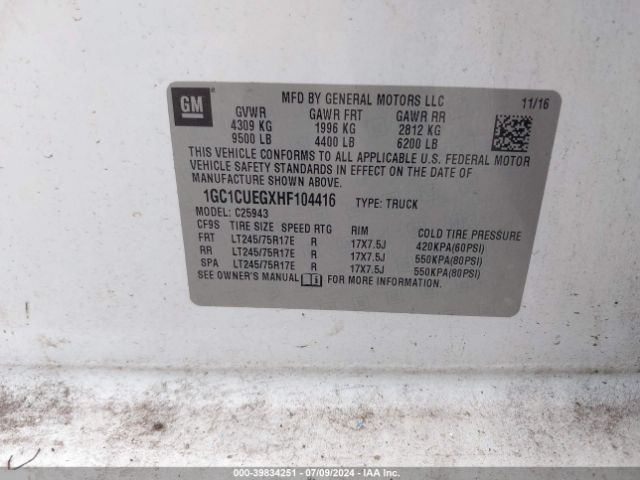 GM
MFD BY GENERAL MOTORS LLC
11/16
GVWR GAWR FRT GAWR RR
4309 KG 1996 KG 2812 KG
9500 LB 4400 LB 6200 LB
THIS VEHICLE CONFORMS TO ALL APPLICABLE U.S. FEDERAL MOTOR
VEHICLE SAFETY STANDARDS IN EFFECT ON THE DATE OF
MANUFACTURE SHOWN ABOVE.
1GC1CUEGXHF104416 TYPE: TRUCK
MODEL: C25943
CF9S TIRE SIZE SPEED RTG RIM COLD TIRE PRESSURE
FRT LT245/75R17E R 17X7.5J 420KPA(60PSI)
RR LT245/75R17E R 17X7.5J 550KPA(80PSI)
SPA LT245/75R17E R 17X7.5J 550KPA(80PSI)
SEE OWNER'S MANUAL FOR MORE INFORMATION.
000-39834251 - 07/09/2024 - IAA Inc.